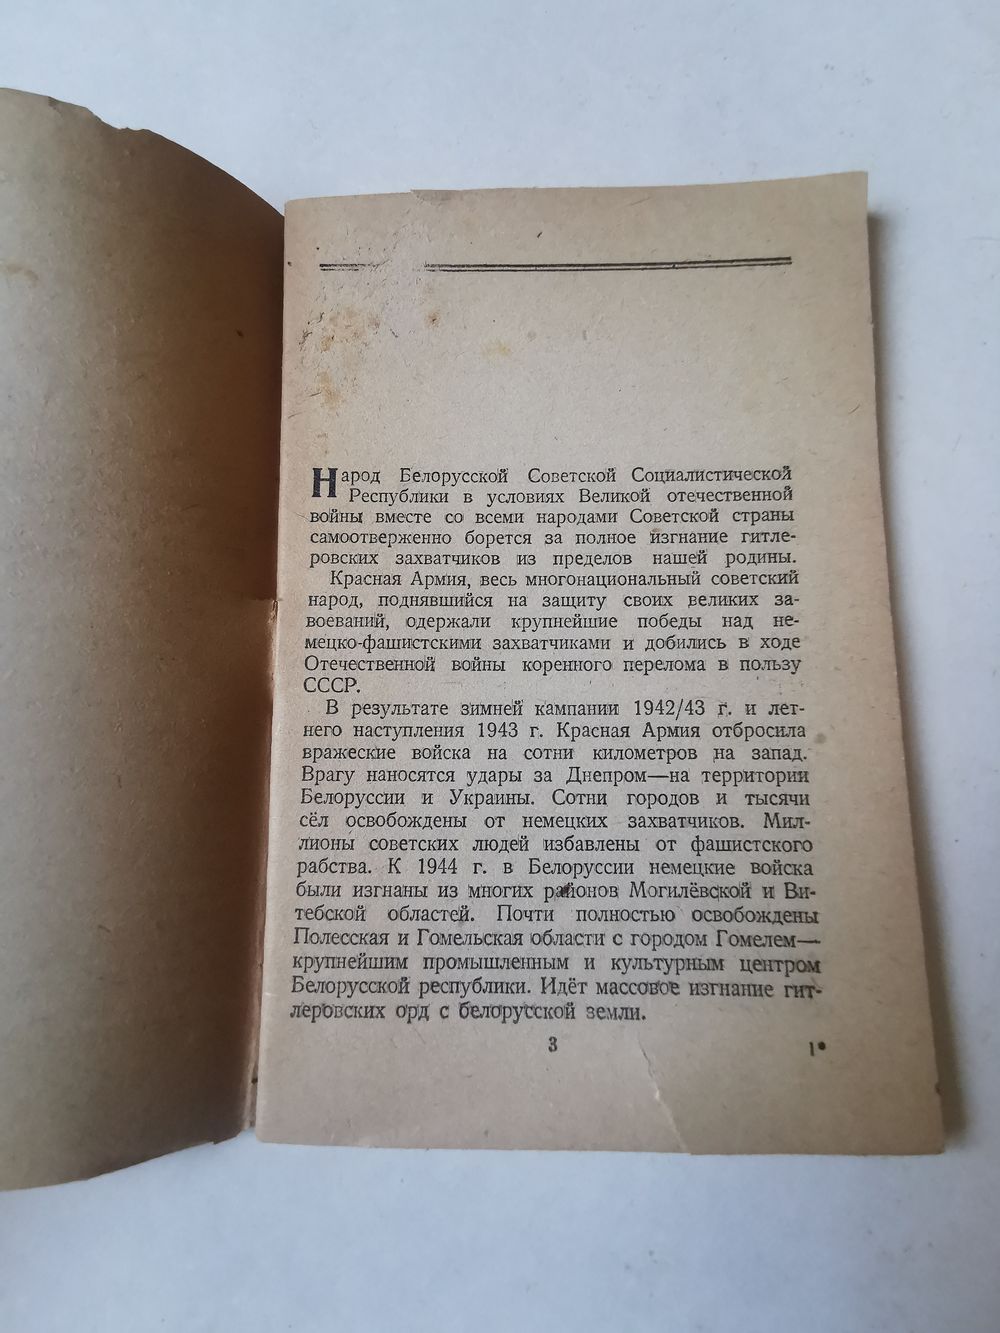 Народ Белорусской Советской Социалистической
Республики в условиях Великой отечественной
войны вместе со всеми народами Советской страны
самоотверженно борется за полное изгнание гитле-
ровских захватчиков из пределов нашей родины.
Красная Армия, весь многонациональный советский
народ, поднявшийся на защиту своих великих за-
воеваний, одержали крупнейшие победы над не-
мецко-фашистскими захватчиками и добились в ходе
Отечественной войны коренного перелома в пользу
СССР.
В результате зимней кампании 1942/43 г. и лет-
него наступления 1943 г. Красная Армия отбросила
вражеские войска на сотни километров на запад.
Врагу наносятся удары за Днепром—на территории
Белоруссии и Украины. Сотни городов и тысячи
сёл освобождены от немецких захватчиков. Мил-
лионы советских людей избавлены от фашистского
рабства. К 1944 г. в Белоруссии немецкие войска
были изгнаны из многих районов Могилёвской и Ви-
тебской областей. Почти полностью освобождены
Полесская и Гомельская области с городом Гомелем—
крупнейшим промышленным и культурным центром
Белорусской республики. Идёт массовое изгнание гит-
леровских орд с белорусской земли.
3
1*